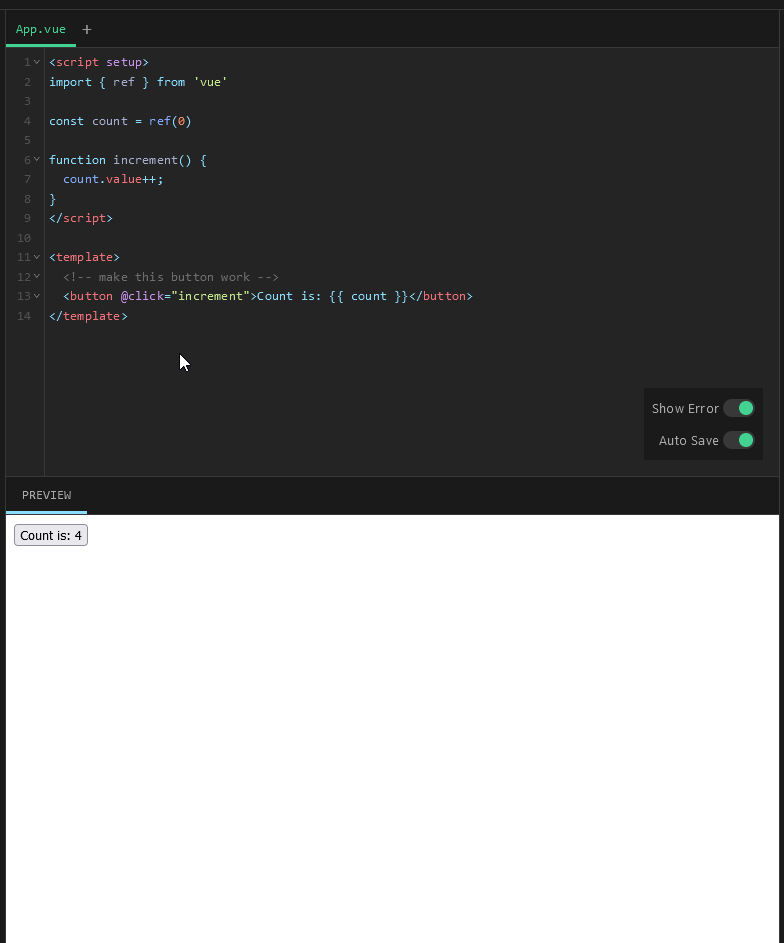 App.vue +
1 <script setup>
2 import { ref } from 'vue'
3
4 const count = ref(0)
5
6 function increment() {
7   count.value++;
8 }
9 </script>
10
11 <template>
12   <!-- make this button work -->
13   <button @click="increment">Count is: {{ count }}</button>
14 </template>
Show Error
Auto Save
PREVIEW
Count is: 4